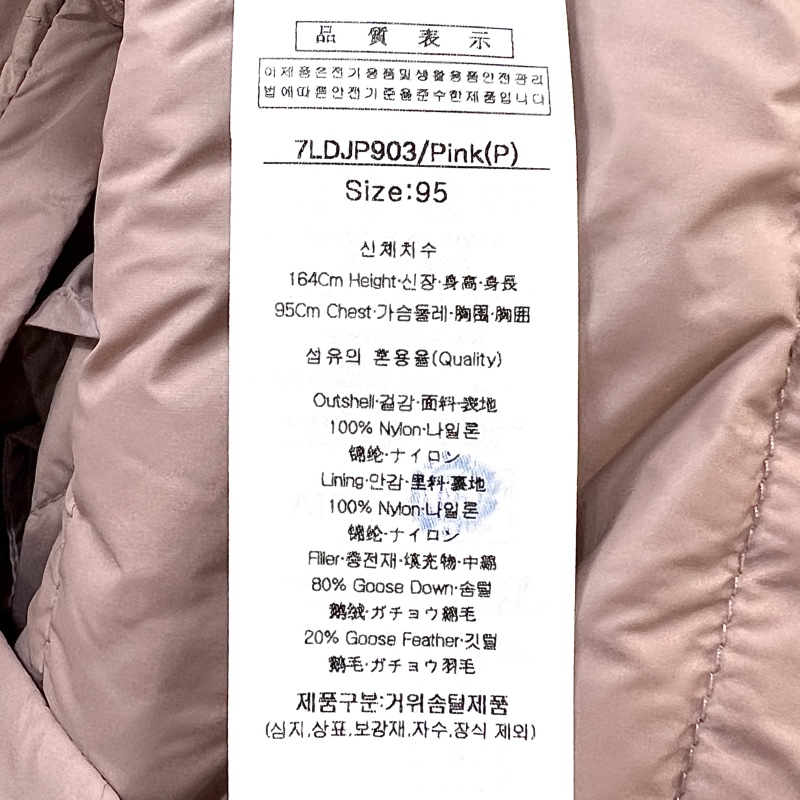 品 質 表 示
이제품은전기용품및생활용품안전관리
법에따른안전기준을준수한제품입니다
7LDJP903/Pink(P)
Size:95
신체치수
164Cm Height·신장·身高·身長
95Cm Chest·가슴둘레·胸围·胸囲
섬유의 혼용율(Quality)
Outshell·겉감·面料·表地
100% Nylon·나일론
锦纶·ナイロン
Lining·안감·里料·裏地
100% Nylon·나일론
锦纶·ナイロン
Filler·충전재·填充物·中綿
80% Goose Down·솜털
鹅绒·ガチョウ綿毛
20% Goose Feather·깃털
鹅毛·ガチョウ羽毛
제품구분:거위솜털제품
(심지,상표,보강재,자수,장식 제외)